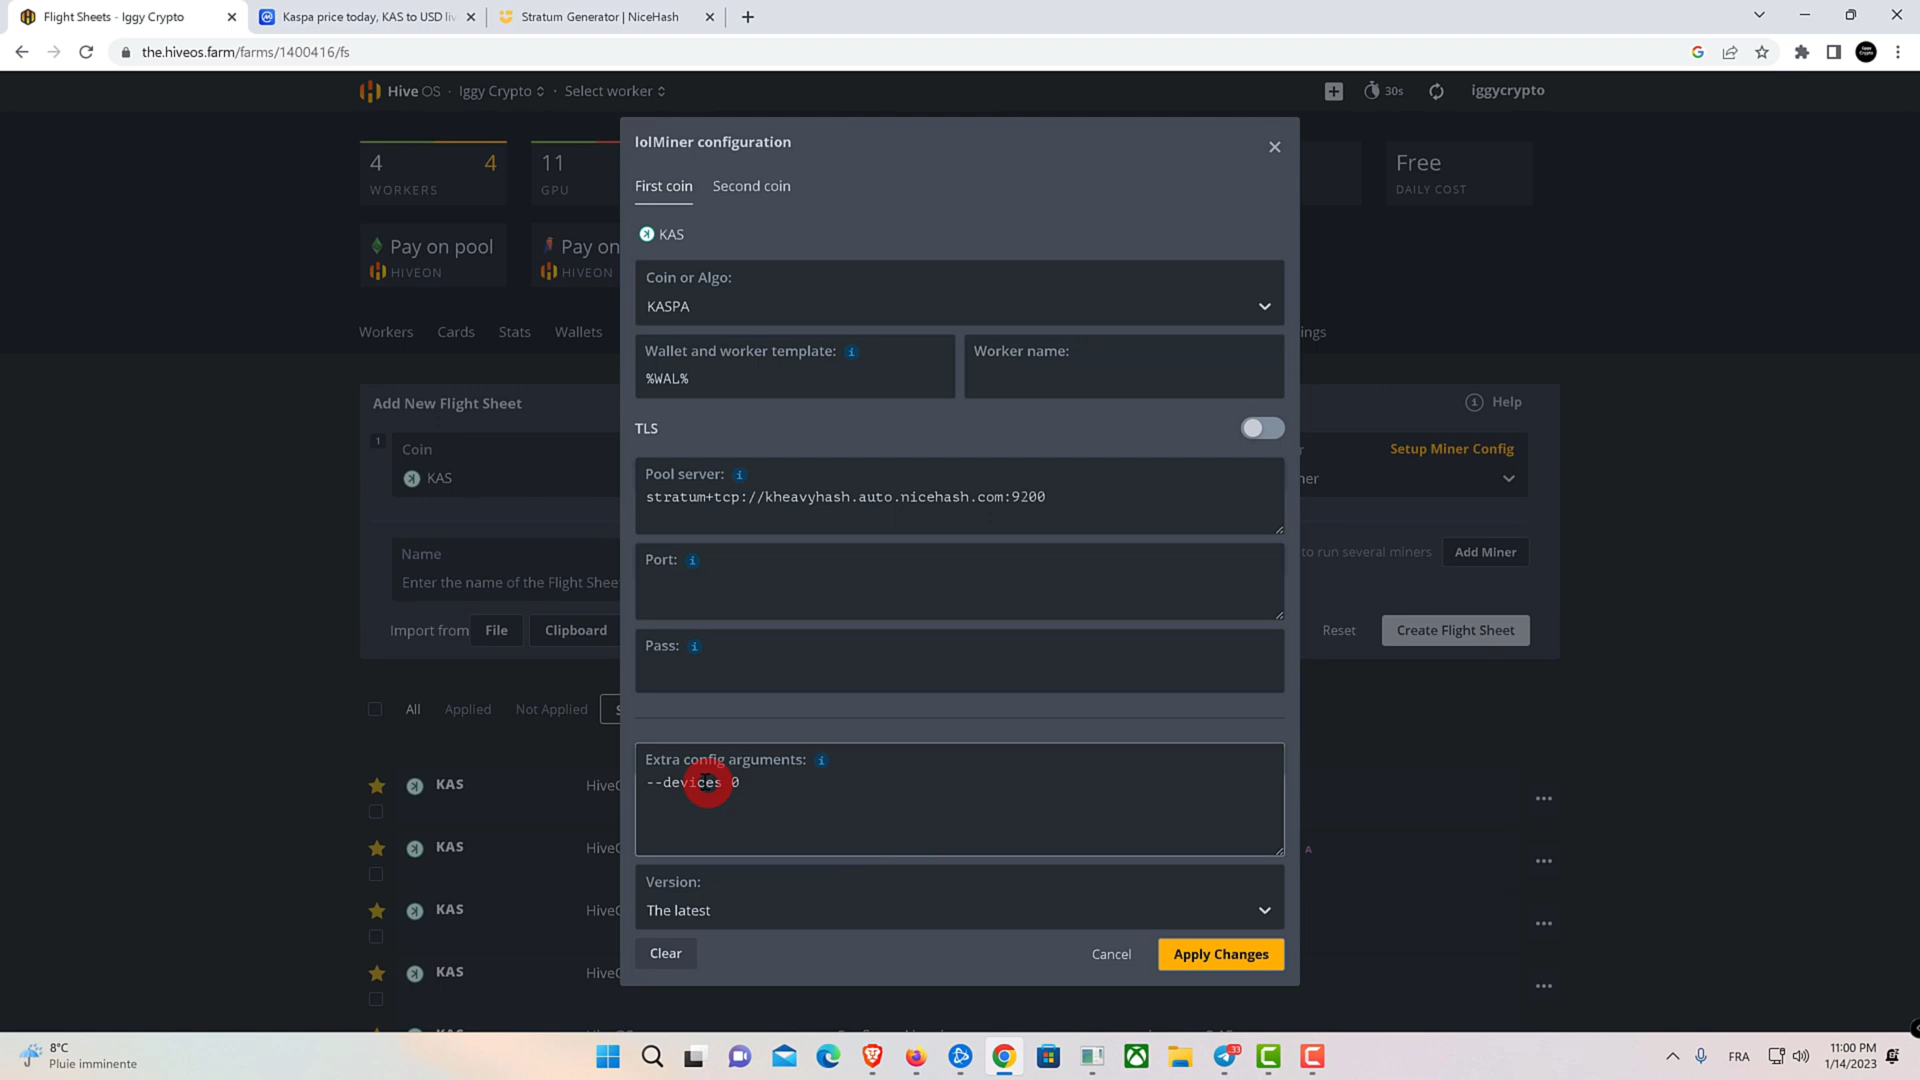 Flight Sheets - Iggy Crypto
Kaspa price today, KAS to USD liv
Stratum Generator | NiceHash
the.hiveos.farm/farms/1400416/fs
Hive OS · Iggy Crypto · Select worker
30s
iggycrypto
4 4
WORKERS
11
GPU
Free
DAILY COST
Pay on pool
HIVEON
Pay on
HIVEON
Workers Cards Stats Wallets
ings
Add New Flight Sheet
Help
1
Coin
KAS
r
Setup Miner Config
ner
Name
Enter the name of the Flight Shee
to run several miners
Add Miner
Import from File Clipboard
Reset
Create Flight Sheet
All Applied Not Applied S
KAS
HiveO
KAS
HiveO
A
KAS
HiveO
KAS
HiveO
lolMiner configuration
First coin Second coin
KAS
Coin or Algo:
KASPA
Wallet and worker template:
%WAL%
Worker name:
TLS
Pool server:
stratum+tcp://kheavyhash.auto.nicehash.com:9200
Port:
Pass:
Extra config arguments:
--devices 0
Version:
The latest
Clear
Cancel
Apply Changes
8°C
Pluie imminente
33
FRA
11:00 PM
1/14/2023